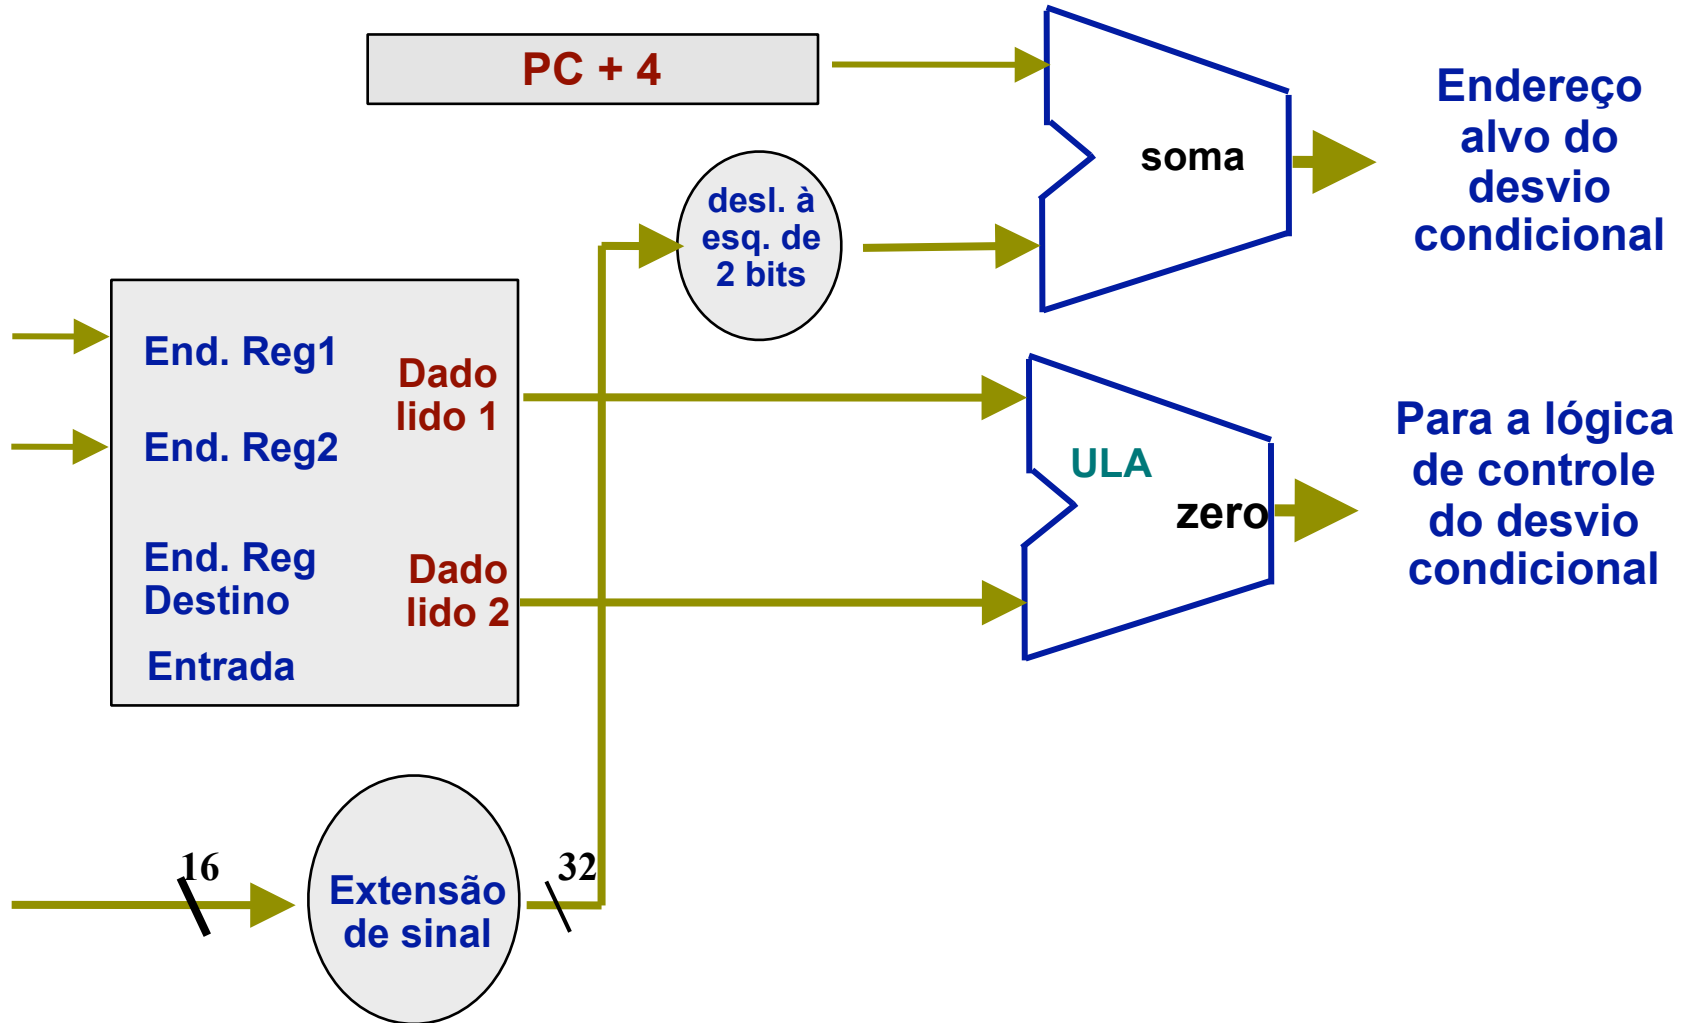 PC + 4
soma
Endereço
alvo do
desvio
condicional
desl. à
esq. de
2 bits
End. Reg1
End. Reg2
End. Reg
Destino
Entrada
Dado
lido 1
Dado
lido 2
ULA
zero
Para a lógica
de controle
do desvio
condicional
16
Extensão
de sinal
32